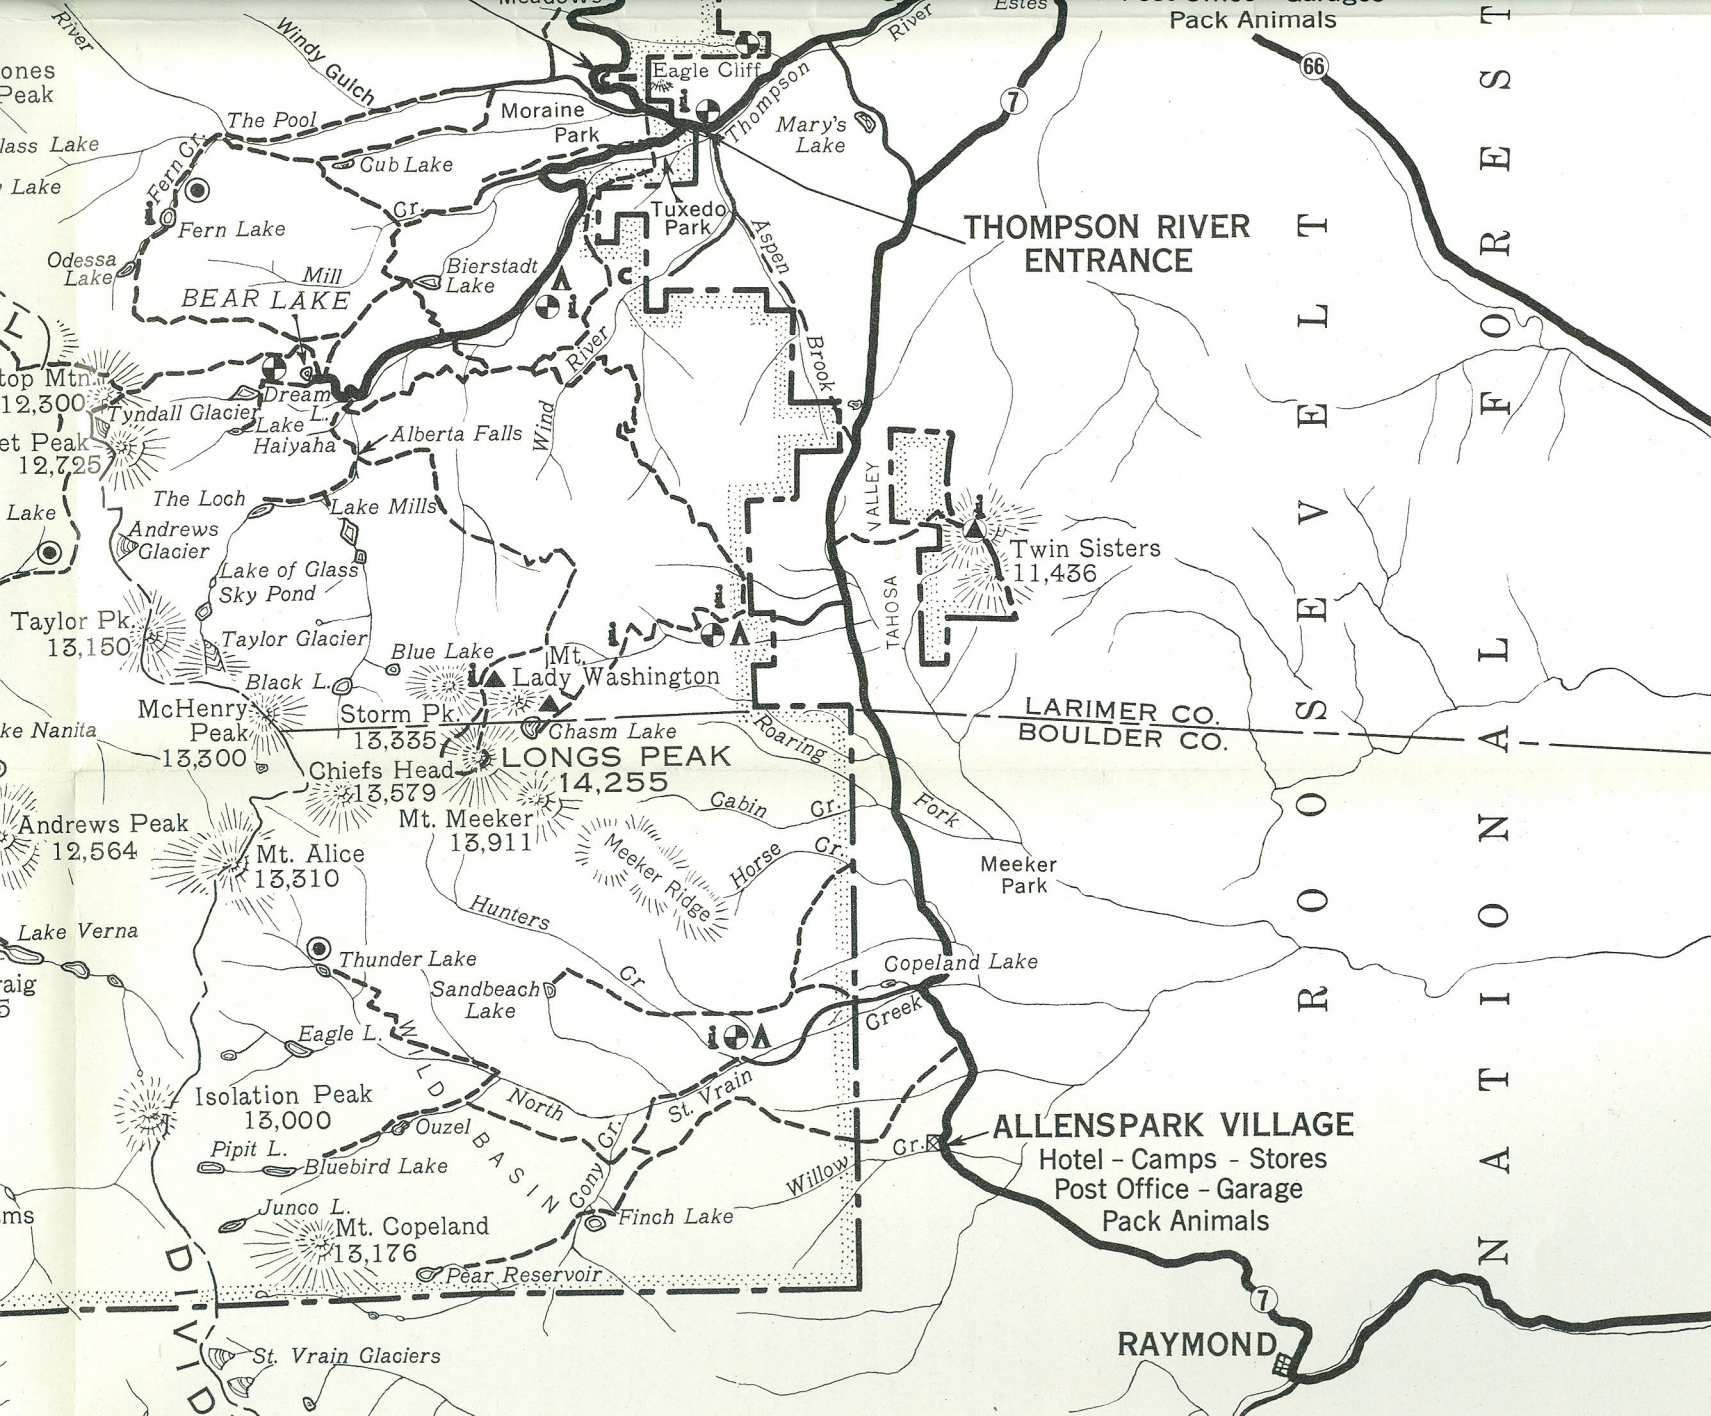 Meadows
Estes
Pack Animals
River
Windy Gulch
River
66
ones
Peak
Eagle Cliff
Thompson
7
The Pool
Moraine
Park
Mary's
Lake
lass Lake
Fern Cr.
Cub Lake
Lake
Cr.
Tuxedo
Park
THOMPSON RIVER
ENTRANCE
Fern Lake
Aspen
Brook
Odessa
Lake
Mill
Bierstadt
Lake
BEAR LAKE
C
River
Wind
top Mtn.
12,300
Tyndall Glacier
Dream
L.
Lake
Haiyaha
Alberta Falls
et Peak
12,725
The Loch
Lake Mills
Lake
Andrews
Glacier
VALLEY
TAHOSA
Twin Sisters
11,436
Lake of Glass
Sky Pond
Taylor Pk.
13,150
Taylor Glacier
Blue Lake
Mt.
Lady Washington
Black L.
McHenry
Peak
13,300
Storm Pk.
13,335
Chasm Lake
ke Nanita
Roaring
Fork
LARIMER CO.
BOULDER CO.
LONGS PEAK
14,255
Chiefs Head
13,579
Mt. Meeker
13,911
Cabin Cr.
Andrews Peak
12,564
Mt. Alice
13,310
Meeker Ridge
Horse Cr.
Meeker
Park
Hunters
Cr
Lake Verna
Thunder Lake
Copeland Lake
raig
5
Sandbeach
Lake
Creek
Eagle L.
WILD BASIN
Isolation Peak
13,000
North
St. Vrain
Ouzel
Pipit L.
Bluebird Lake
Cony Cr.
ALLENSPARK VILLAGE
Hotel - Camps - Stores
Post Office - Garage
Pack Animals
Willow
Cr.
ms
Junco L.
Finch Lake
Mt. Copeland
13,176
Pear Reservoir
DIVID
7
RAYMOND
St. Vrain Glaciers
ROOSEVELT
NATIONAL FOREST